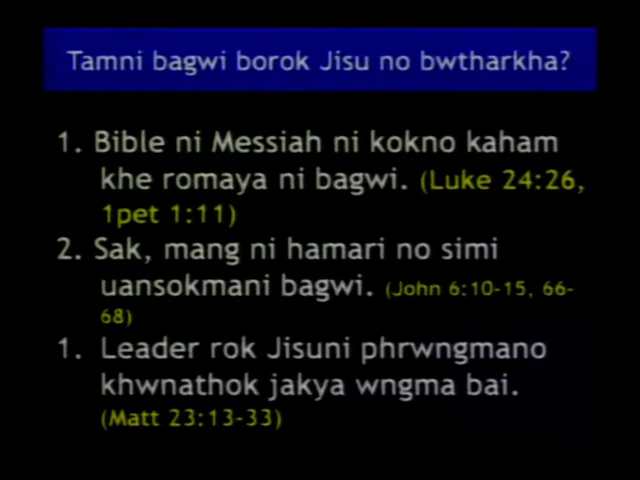 Tamni bagwi borok Jisu no bwtharkha?
1. Bible ni Messiah ni kokno kaham
khe romaya ni bagwi. (Luke 24:26,
1pet 1:11)
2. Sak, mang ni hamari no simi
uansokmani bagwi. (John 6:10-15, 66-
68)
1. Leader rok Jisuni phrwngmano
khwnathok jakya wngma bai.
(Matt 23:13-33)